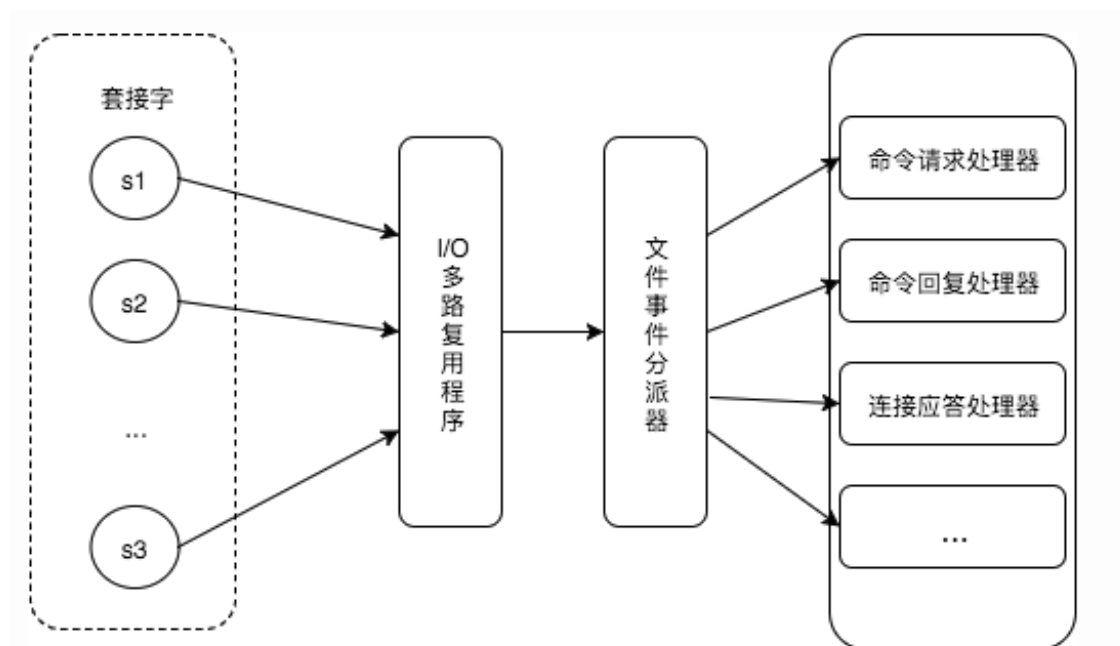 套接字
s1
s2
...
s3
I/O
多
路
复
用
程
序
文
件
事
件
分
派
器
命令请求处理器
命令回复处理器
连接应答处理器
...